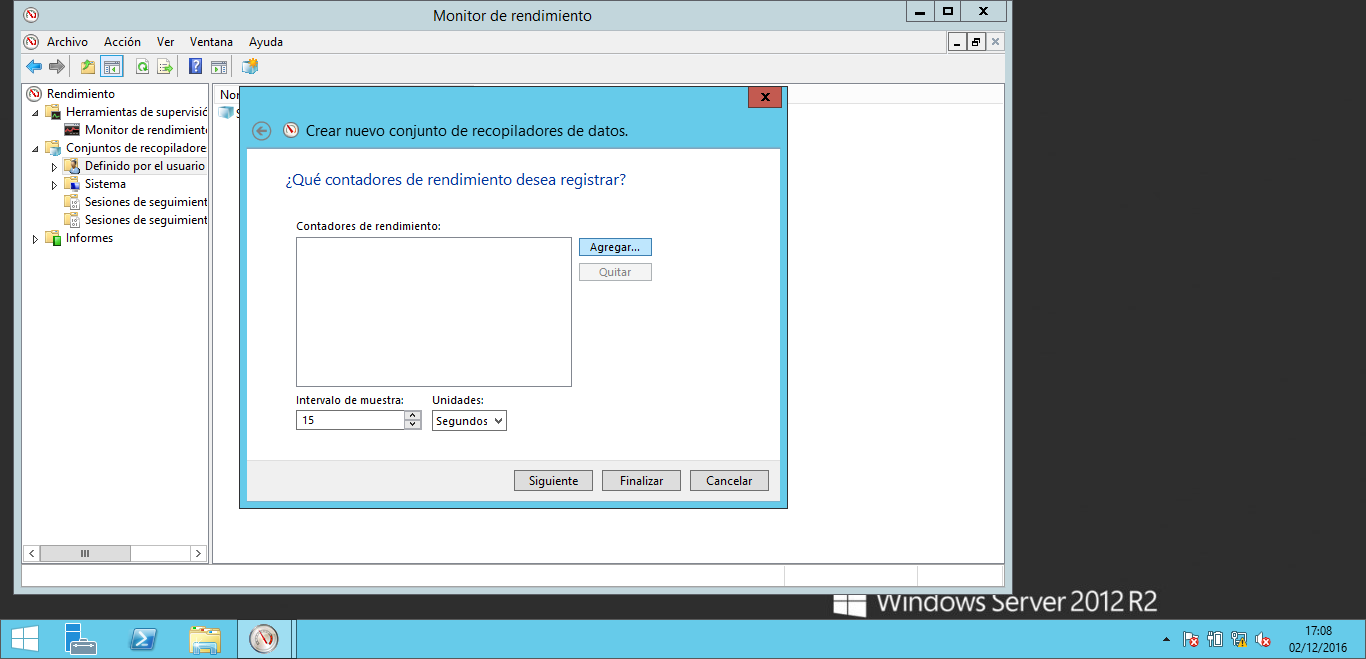 Monitor de rendimiento
Archivo Acción Ver Ventana Ayuda
Rendimiento
Herramientas de supervisió
Monitor de rendimient
Conjuntos de recopiladore
Definido por el usuario
Sistema
Sesiones de seguimient
Sesiones de seguimient
Informes
Nor
S
Crear nuevo conjunto de recopiladores de datos.
¿Qué contadores de rendimiento desea registrar?
Contadores de rendimiento:
Agregar...
Quitar
Intervalo de muestra: Unidades:
15 Segundos
Siguiente Finalizar Cancelar
Windows Server 2012 R2
17:08
02/12/2016